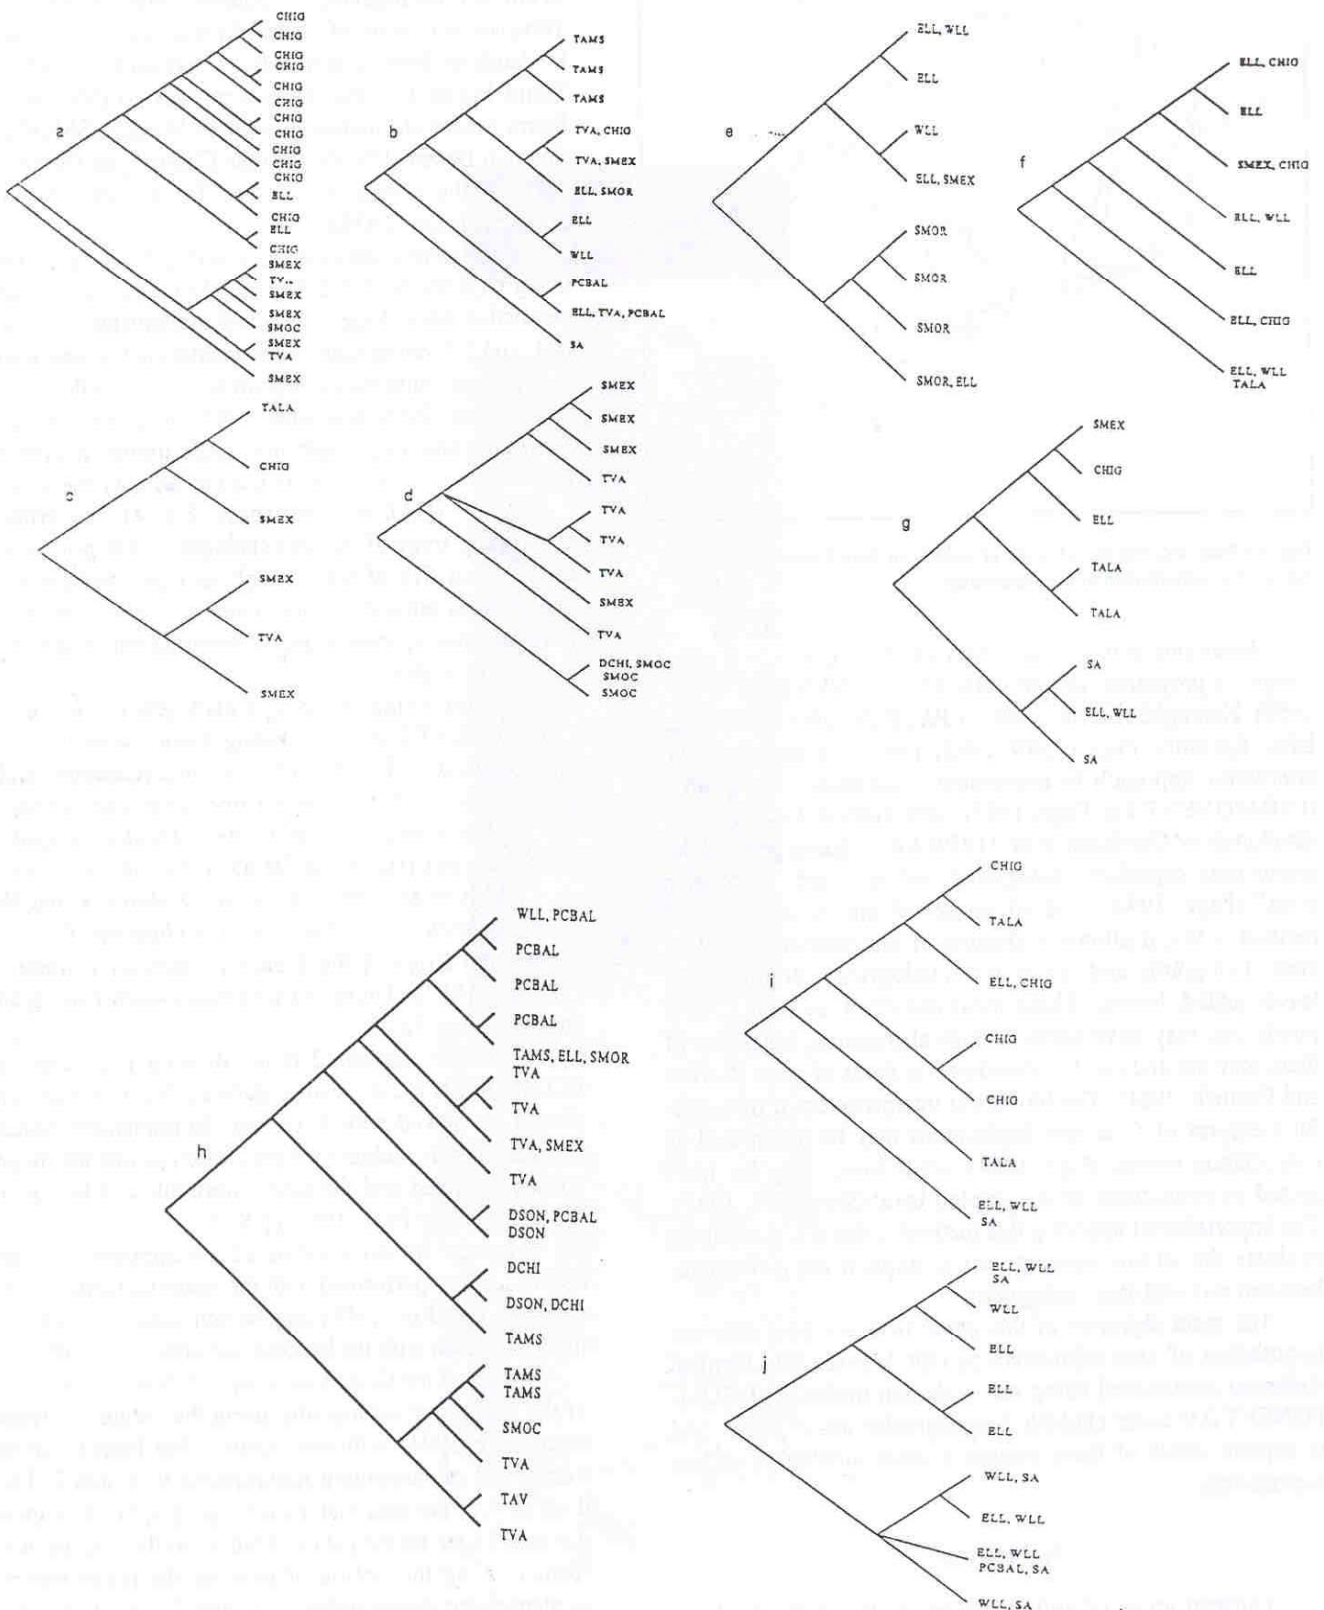 a
CHIG
CHIG
CHIG
CHIG
CHIG
CHIG
CHIG
CHIG
CHIG
CHIG
CHIG
ELL
CHIG
ELL
CHIG
SMEX
SMEX
SMEX
SMOC
SMEX
TVA
SMEX
b
TAMS
TAMS
TAMS
TVA, CHIG
TVA, SMEX
ELL, SMOR
ELL
WLL
PCBAL
ELL, TVA, PCBAL
SA
c
TALA
CHIG
SMEX
SMEX
TVA
SMEX
d
SMEX
SMEX
SMEX
TVA
TVA
TVA
TVA
SMEX
TVA
DCHI, SMOC
SMOC
SMOC
e
ELL, WLL
ELL
WLL
ELL, SMEX
SMOR
SMOR
SMOR
SMOR, ELL
f
ELL, CHIG
ELL
SMEX, CHIG
ELL, WLL
ELL
ELL, CHIG
ELL, WLL
TALA
g
SMEX
CHIG
ELL
TALA
TALA
SA
ELL, WLL
SA
h
WLL, PCBAL
PCBAL
PCBAL
PCBAL
TAMS, ELL, SMOR
TVA
TVA
TVA, SMEX
TVA
DSON, PCBAL
DSON
DCHI
DSON, DCHI
TAMS
TAMS
TAMS
SMOC
TVA
TAV
TVA
i
CHIG
TALA
ELL, CHIG
CHIG
CHIG
TALA
ELL, WLL
SA
j
ELL, WLL
SA
WLL
ELL
ELL
ELL
WLL, SA
ELL, WLL
ELL, WLL
PCBAL, SA
WLL, SA